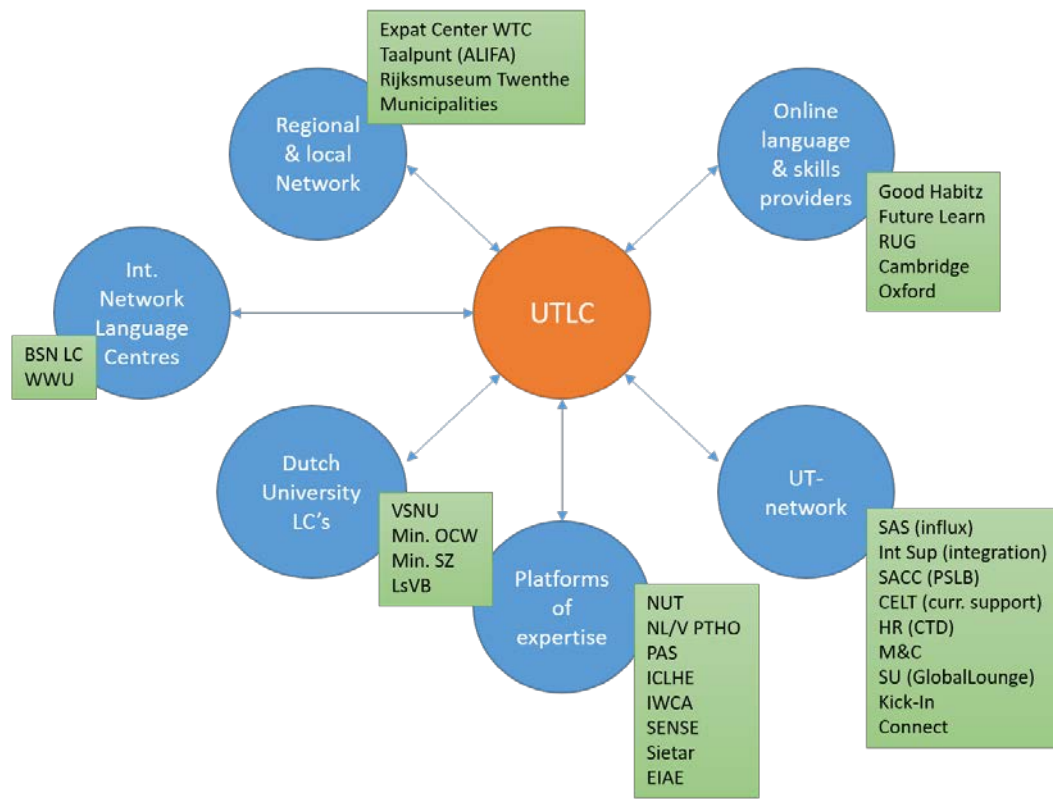 Expat Center WTC
Taalpunt (ALIFA)
Rijksmuseum Twenthe
Municipalities
Regional
& local
Network
Online
language
& skills
providers
Good Habitz
Future Learn
RUG
Cambridge
Oxford
Int.
Network
Language
Centres
BSN LC
WWU
UTLC
Dutch
University
LC's
VSNU
Min. OCW
Min. SZ
LsVB
Platforms
of
expertise
NUT
NL/V PTHO
PAS
ICLHE
IWCA
SENSE
Sietar
EIAE
UT-
network
SAS (influx)
Int Sup (integration)
SACC (PSLB)
CELT (curr. support)
HR (CTD)
M&C
SU (GlobalLounge)
Kick-In
Connect